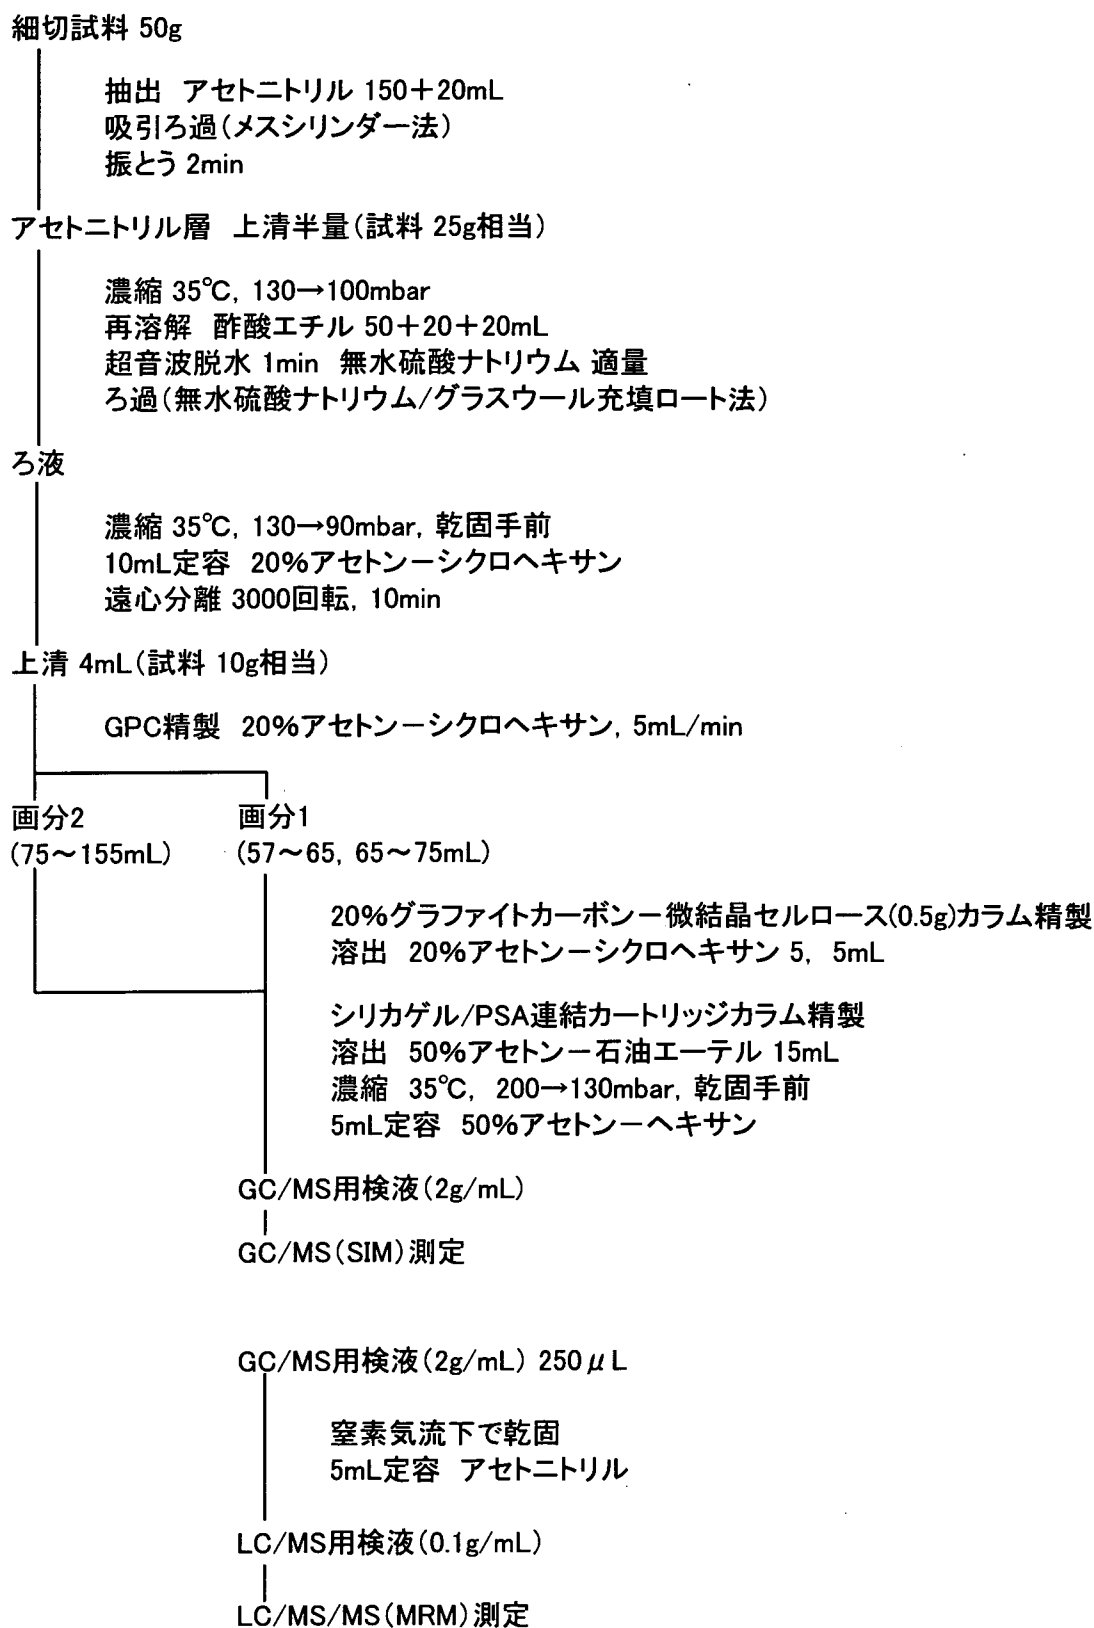 細切試料 50g
抽出 アセトニトリル 150+20mL
吸引ろ過(メスシリンダー法)
振とう 2min
アセトニトリル層 上清半量(試料 25g相当)
濃縮 35℃, 130→100mbar
再溶解 酢酸エチル 50+20+20mL
超音波脱水 1min 無水硫酸ナトリウム 適量
ろ過(無水硫酸ナトリウム/グラスウール充填ロート法)
ろ液
濃縮 35℃, 130→90mbar, 乾固手前
10mL定容 20%アセトンーシクロヘキサン
遠心分離 3000回転, 10min
上清 4mL(試料 10g相当)
GPC精製 20%アセトンーシクロヘキサン, 5mL/min
画分2 画分1
(75～155mL) (57～65, 65～75mL)
20%グラファイトカーボンー微結晶セルロース(0.5g)カラム精製
溶出 20%アセトンーシクロヘキサン 5, 5mL
シリカゲル/PSA連結カートリッジカラム精製
溶出 50%アセトンー石油エーテル 15mL
濃縮 35℃, 200→130mbar, 乾固手前
5mL定容 50%アセトンーヘキサン
GC/MS用検液(2g/mL)
GC/MS(SIM)測定
GC/MS用検液(2g/mL) 250μL
窒素気流下で乾固
5mL定容 アセトニトリル
LC/MS用検液(0.1g/mL)
LC/MS/MS(MRM)測定